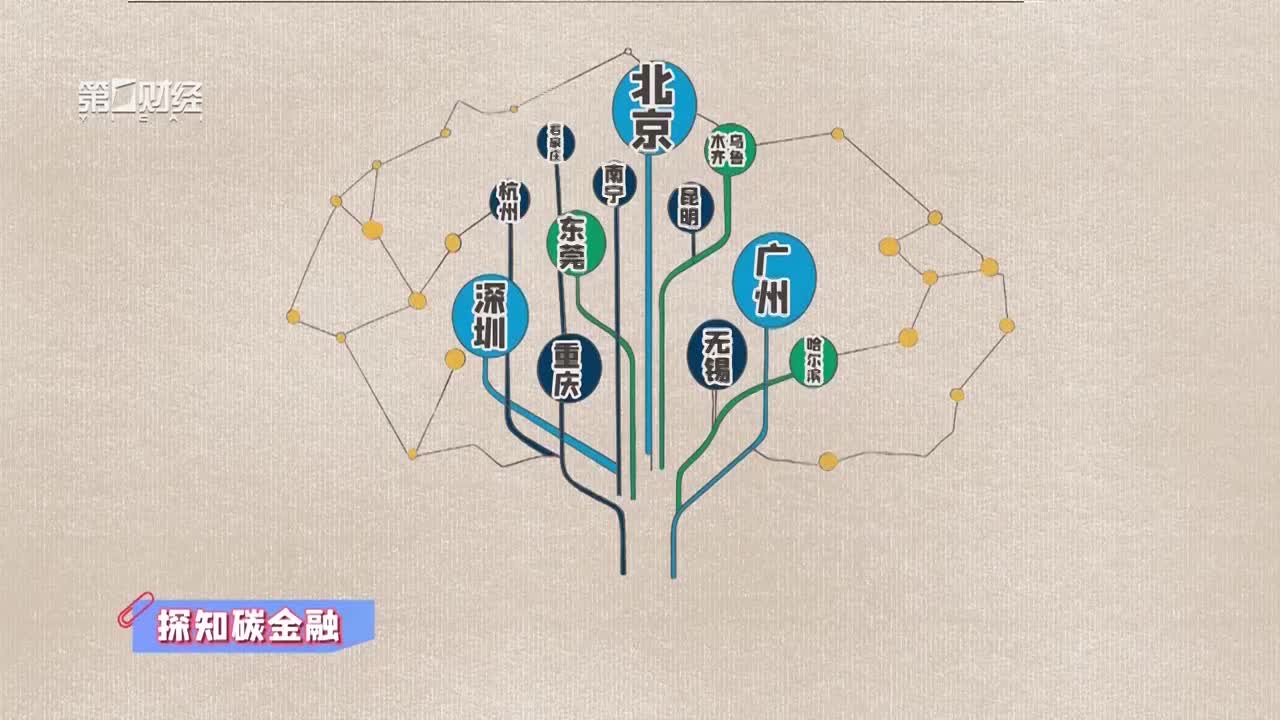 第一财经
YICAI
北京
石家庄
乌鲁
木齐
南宁
杭州
昆明
东莞
广州
深圳
重庆
无锡
哈尔滨
探知碳金融